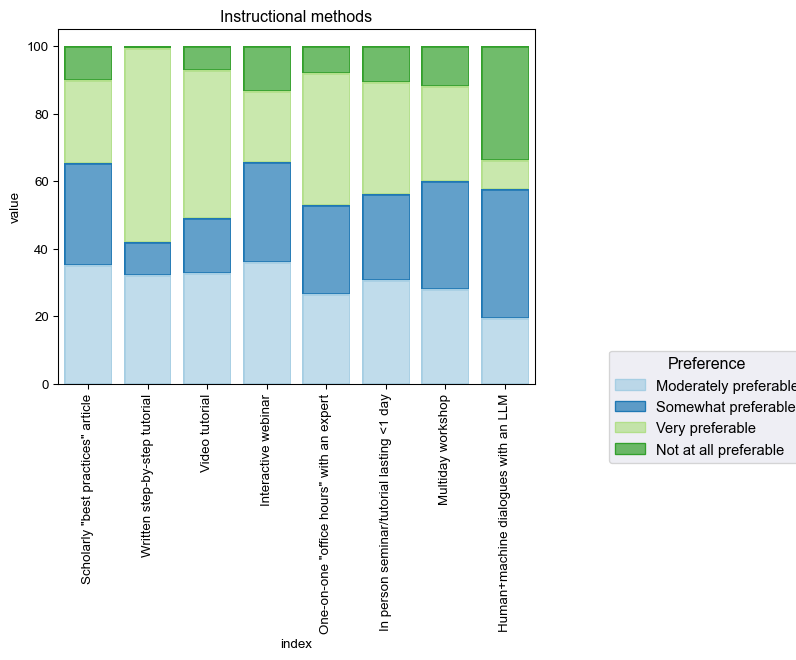 Instructional methods
value
100
80
60
40
20
0
Scholarly "best practices" article
Written step-by-step tutorial
Video tutorial
Interactive webinar
One-on-one "office hours" with an expert
In person seminar/tutorial lasting <1 day
Multiday workshop
Human+machine dialogues with an LLM
index
Preference
Moderately preferable
Somewhat preferable
Very preferable
Not at all preferable